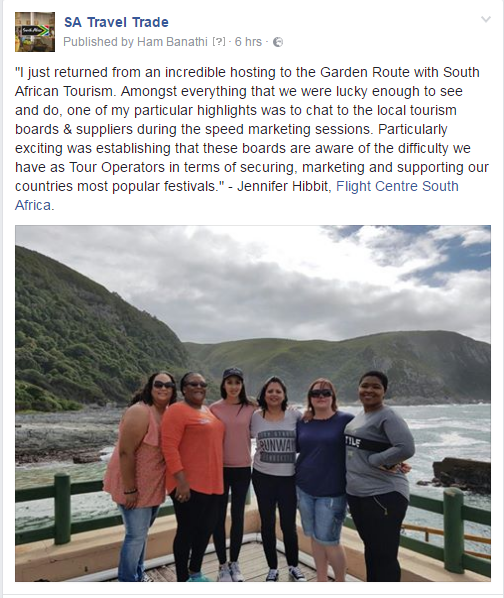 SA Travel Trade
Published by Ham Banathi [?] · 6 hrs ·
"I just returned from an incredible hosting to the Garden Route with South
African Tourism. Amongst everything that we were lucky enough to see
and do, one of my particular highlights was to chat to the local tourism
boards & suppliers during the speed marketing sessions. Particularly
exciting was establishing that these boards are aware of the difficulty we
have as Tour Operators in terms of securing, marketing and supporting our
countries most popular festivals." - Jennifer Hibbit, Flight Centre South
Africa.
RUNWAY
TLE